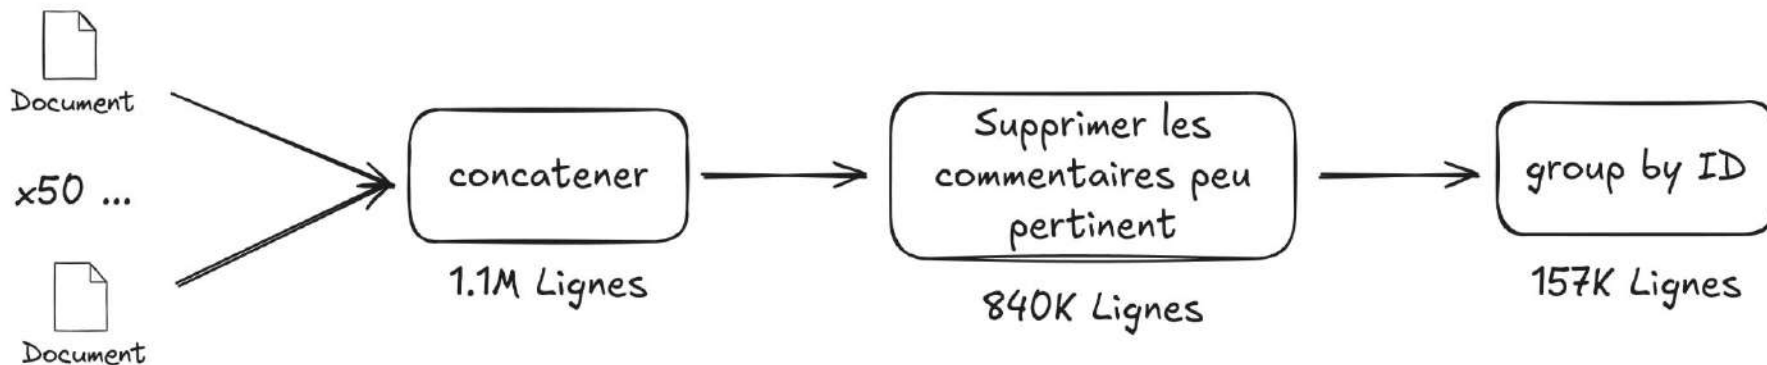 Document
x50 ...
Document
concatener
1.1M Lignes
Supprimer les
commentaires peu
pertinent
840K Lignes
group by ID
157K Lignes